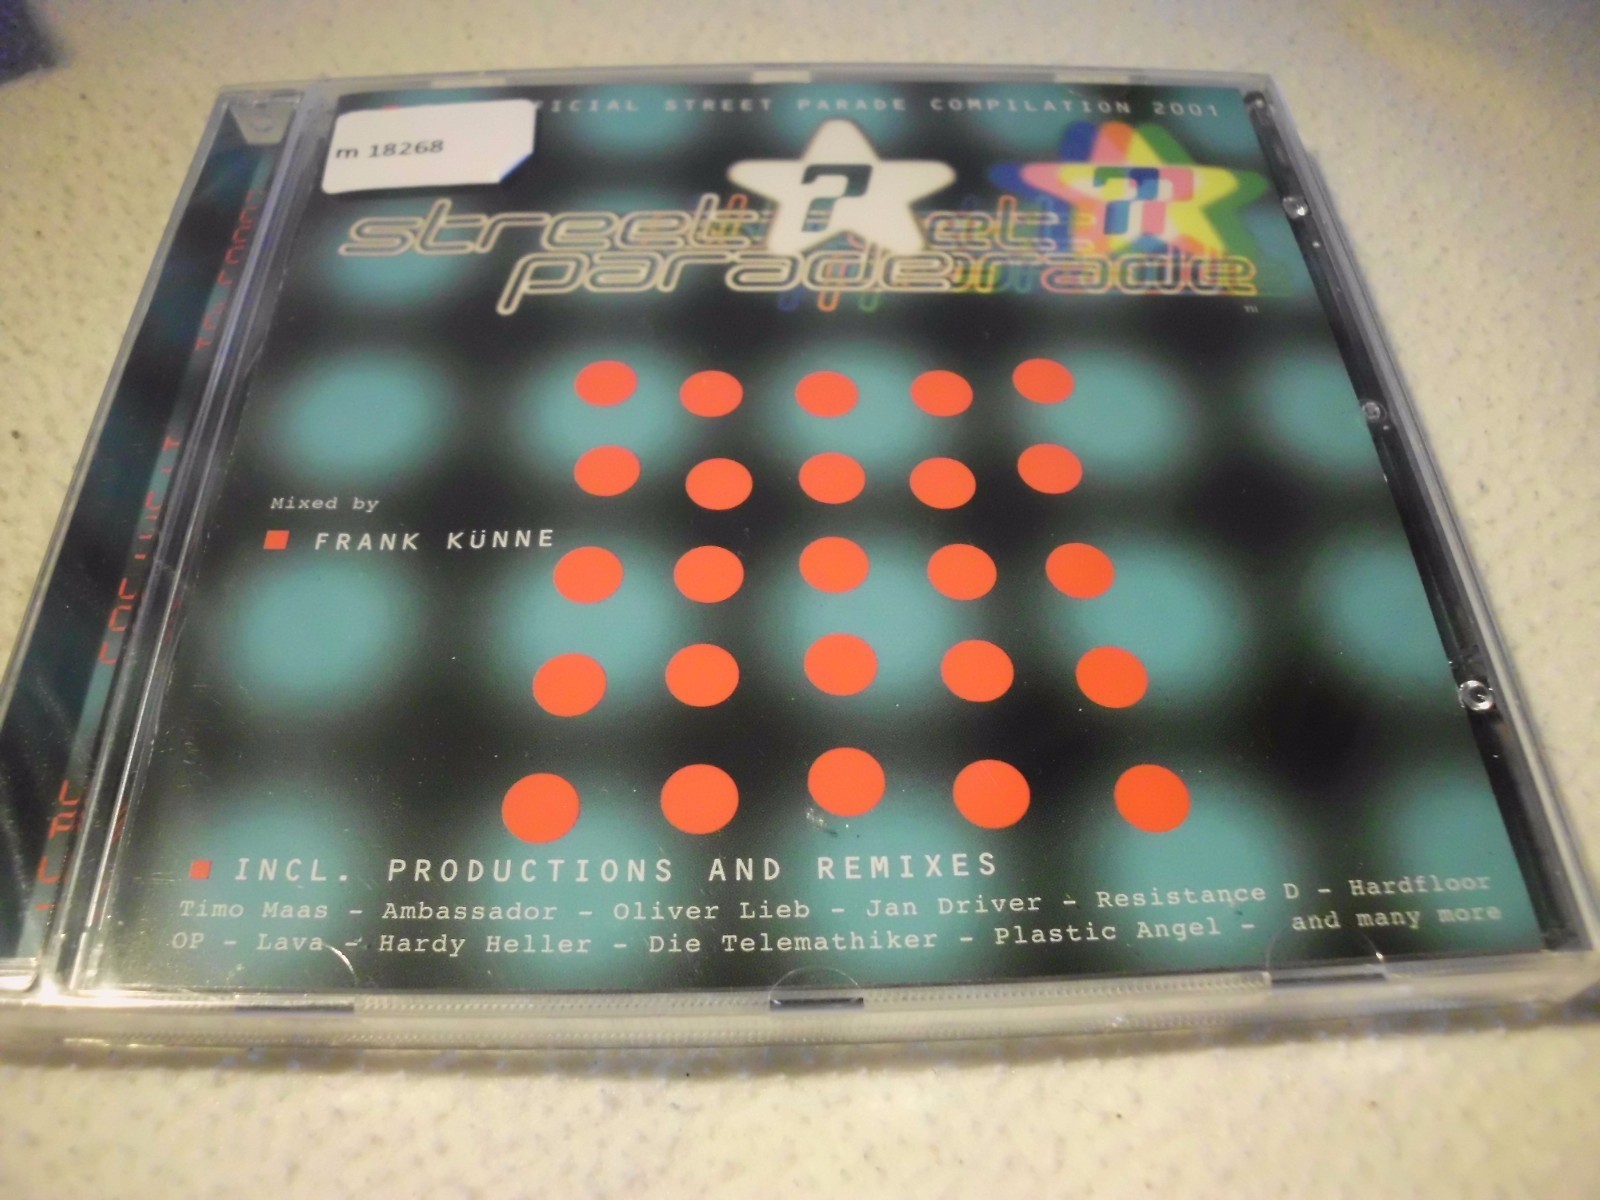 FICIAL STREET PARADE COMPILATION 2001
m 18268
street parade
Mixed by
FRANK KÜNNE
INCL. PRODUCTIONS AND REMIXES
Timo Maas - Ambassador - Oliver Lieb - Jan Driver - Resistance D - Hardfloor
OP - Lava - Hardy Heller - Die Telemathiker - Plastic Angel - and many more